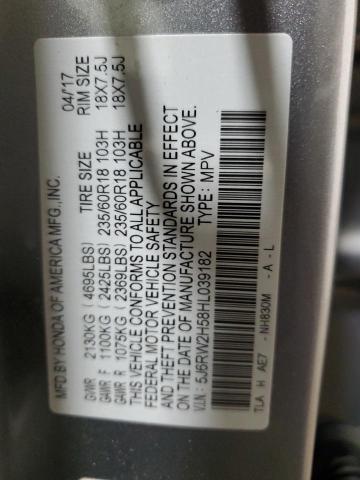 MFD.BY HONDA OF AMERICA MFG.,INC. 04/17
TIRE SIZE RIM SIZE
GVWR 2130KG (4695LBS)
GAWR F 1100KG (2425LBS) 235/60R18 103H 18X7.5J
GAWR R 1075KG (2369LBS) 235/60R18 103H 18X7.5J
THIS VEHICLE CONFORMS TO ALL APPLICABLE
FEDERAL MOTOR VEHICLE SAFETY
AND THEFT PREVENTION STANDARDS IN EFFECT
ON THE DATE OF MANUFACTURE SHOWN ABOVE.
V.I.N: 5J6RW2H58HL039182 TYPE: MPV
TLA H AE7 - NH830M - A - L